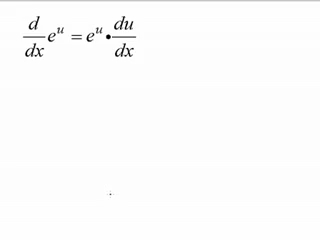 d/dx e^u = e^u • du/dx